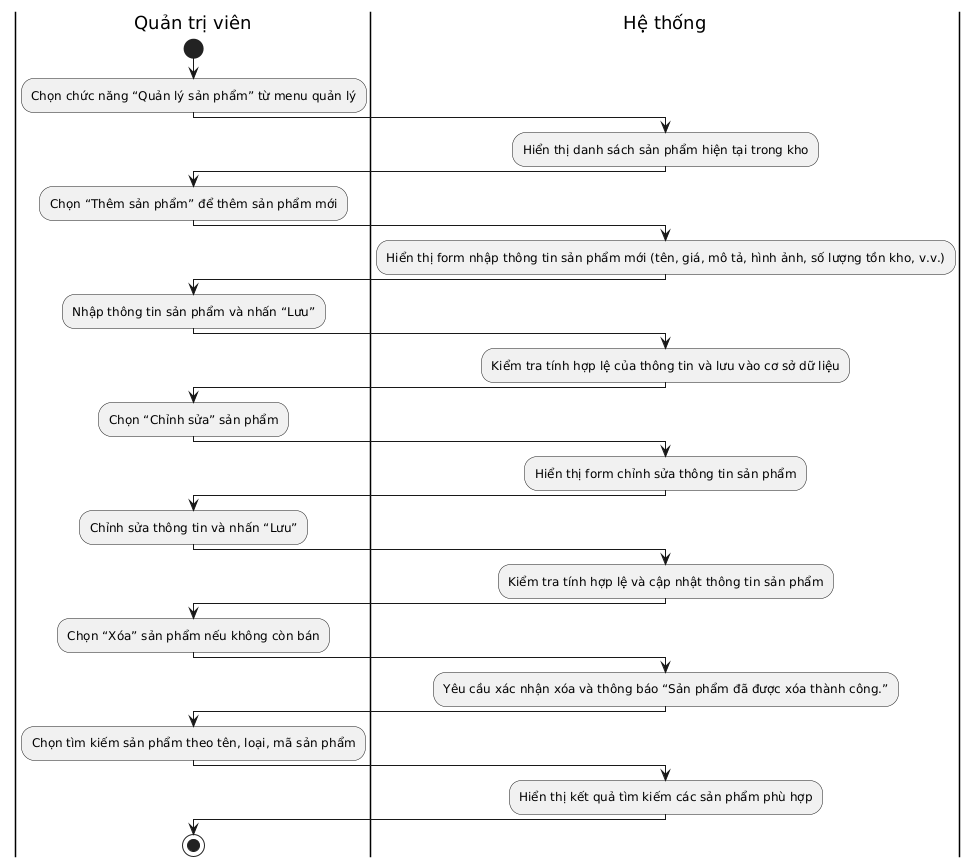 Quản trị viên
Hệ thống
Chọn chức năng “Quản lý sản phẩm” từ menu quản lý
Hiển thị danh sách sản phẩm hiện tại trong kho
Chọn “Thêm sản phẩm” để thêm sản phẩm mới
Hiển thị form nhập thông tin sản phẩm mới (tên, giá, mô tả, hình ảnh, số lượng tồn kho, v.v.)
Nhập thông tin sản phẩm và nhấn “Lưu”
Kiểm tra tính hợp lệ của thông tin và lưu vào cơ sở dữ liệu
Chọn “Chỉnh sửa” sản phẩm
Hiển thị form chỉnh sửa thông tin sản phẩm
Chỉnh sửa thông tin và nhấn “Lưu”
Kiểm tra tính hợp lệ và cập nhật thông tin sản phẩm
Chọn “Xóa” sản phẩm nếu không còn bán
Yêu cầu xác nhận xóa và thông báo “Sản phẩm đã được xóa thành công.”
Chọn tìm kiếm sản phẩm theo tên, loại, mã sản phẩm
Hiển thị kết quả tìm kiếm các sản phẩm phù hợp